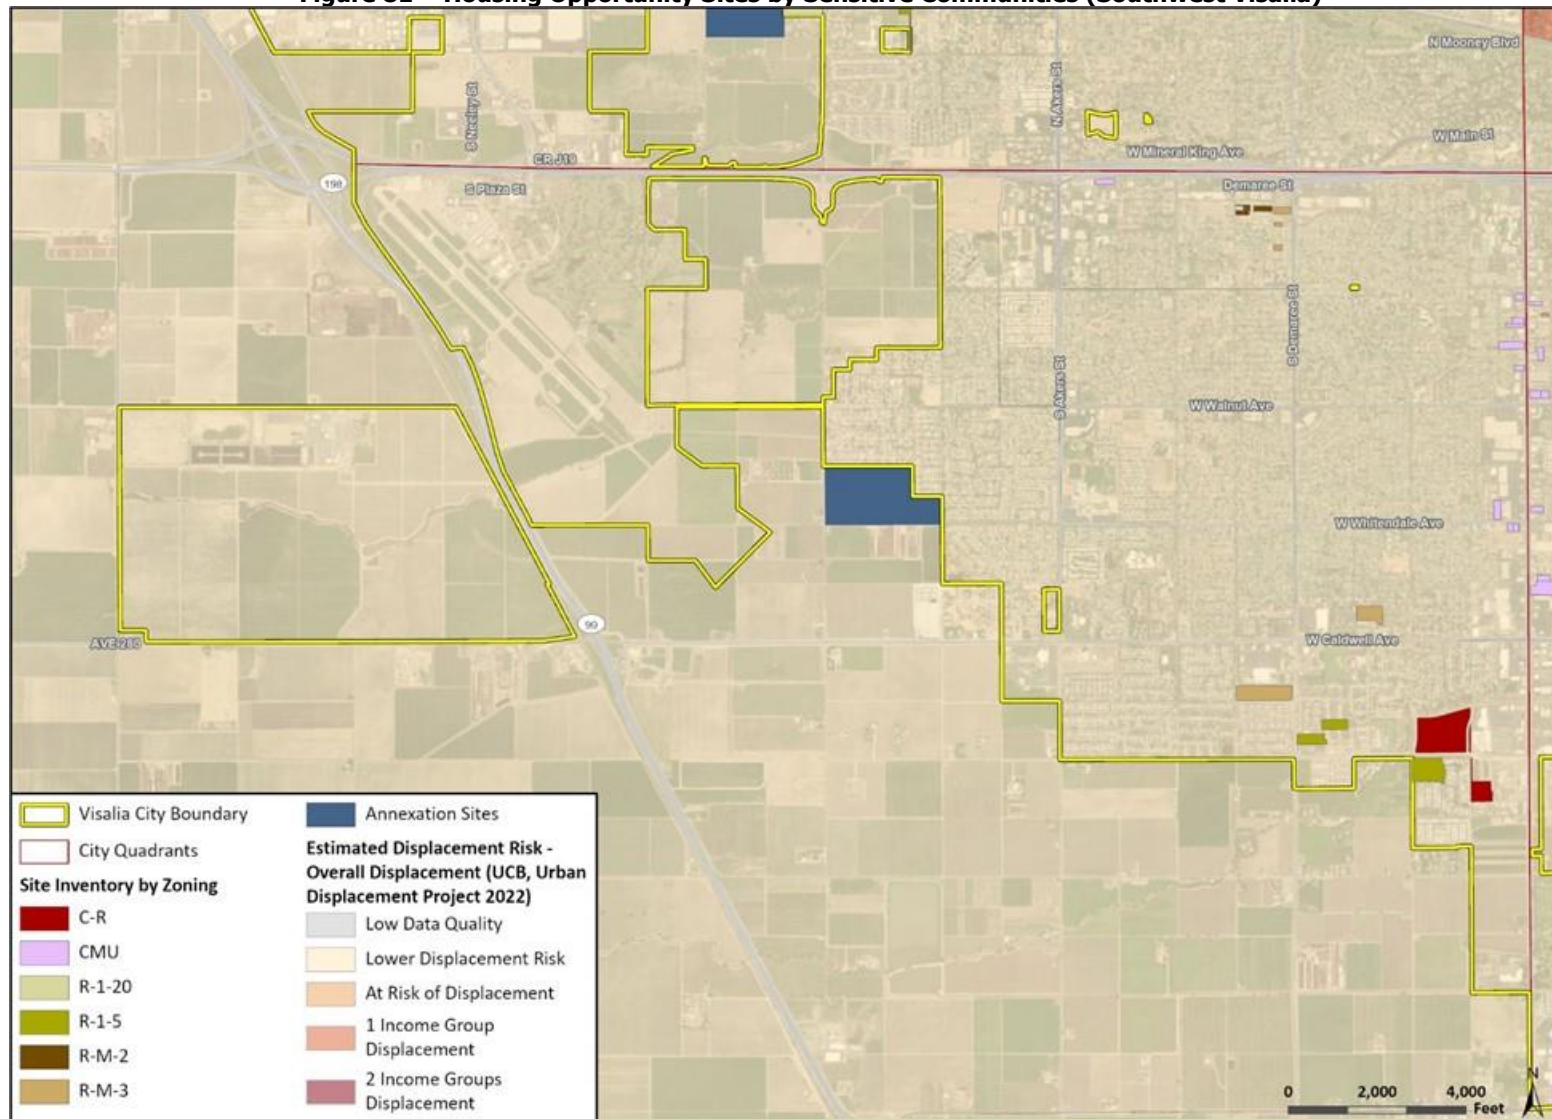 Figure 61 – Housing Opportunity Sites by Sensitive Communities (Southwest Visalia)
N Mooney Blvd
S Neeley St
N Akers St
W Main St
W Mineral King Ave
CR J19
198
S Plaza St
Demaree St
S Demaree St
S Akers St
W Walnut Ave
W Whitendale Ave
99
AVE 280
W Caldwell Ave
Visalia City Boundary
City Quadrants
Site Inventory by Zoning
C-R
CMU
R-1-20
R-1-5
R-M-2
R-M-3
Annexation Sites
Estimated Displacement Risk -
Overall Displacement (UCB, Urban
Displacement Project 2022)
Low Data Quality
Lower Displacement Risk
At Risk of Displacement
1 Income Group
Displacement
2 Income Groups
Displacement
N
0 2,000 4,000
Feet